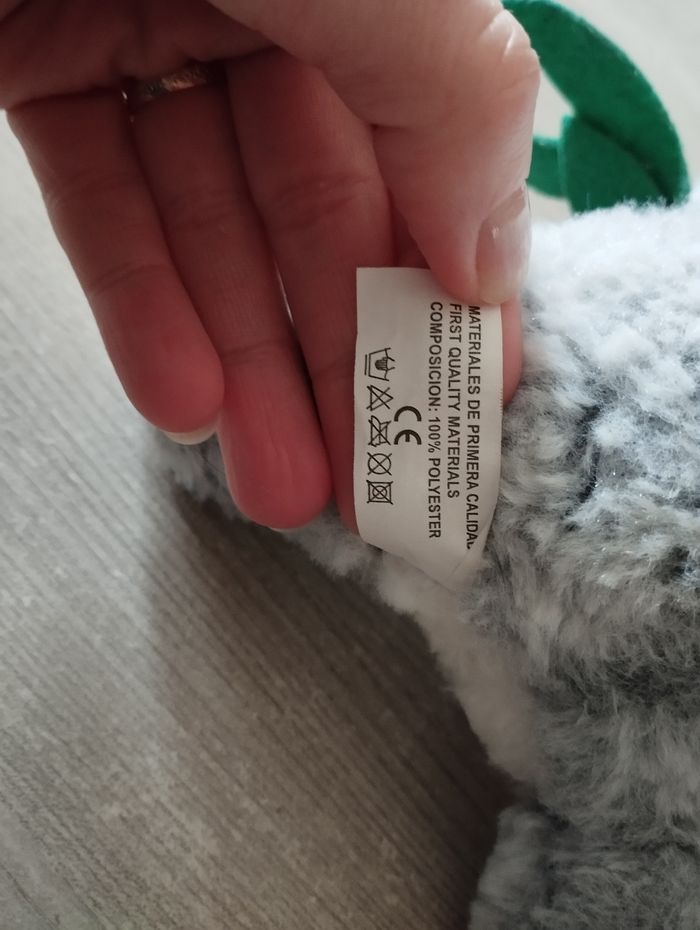 MATERIALES DE PRIMERA CALIDAD
FIRST QUALITY MATERIALS
COMPOSICION: 100% POLYESTER
CE